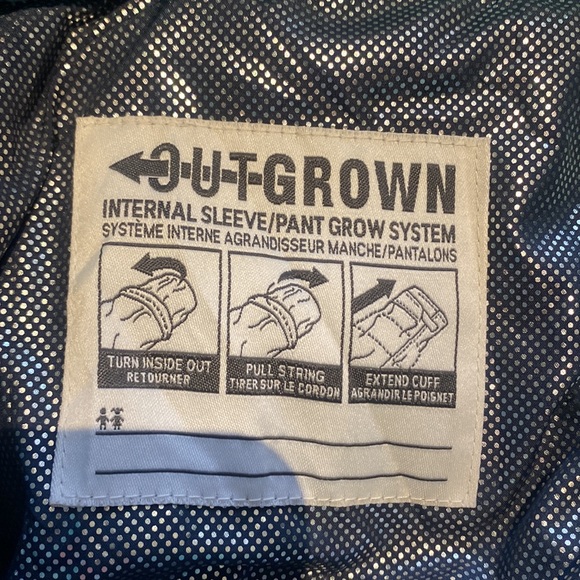 OUTGROWN
INTERNAL SLEEVE/PANT GROW SYSTEM
SYSTÈME INTERNE AGRANDISSEUR MANCHE/PANTALONS
TURN INSIDE OUT
RETOURNER
PULL STRING
TIRER SUR LE CORDON
EXTEND CUFF
AGRANDIR LE POISNET